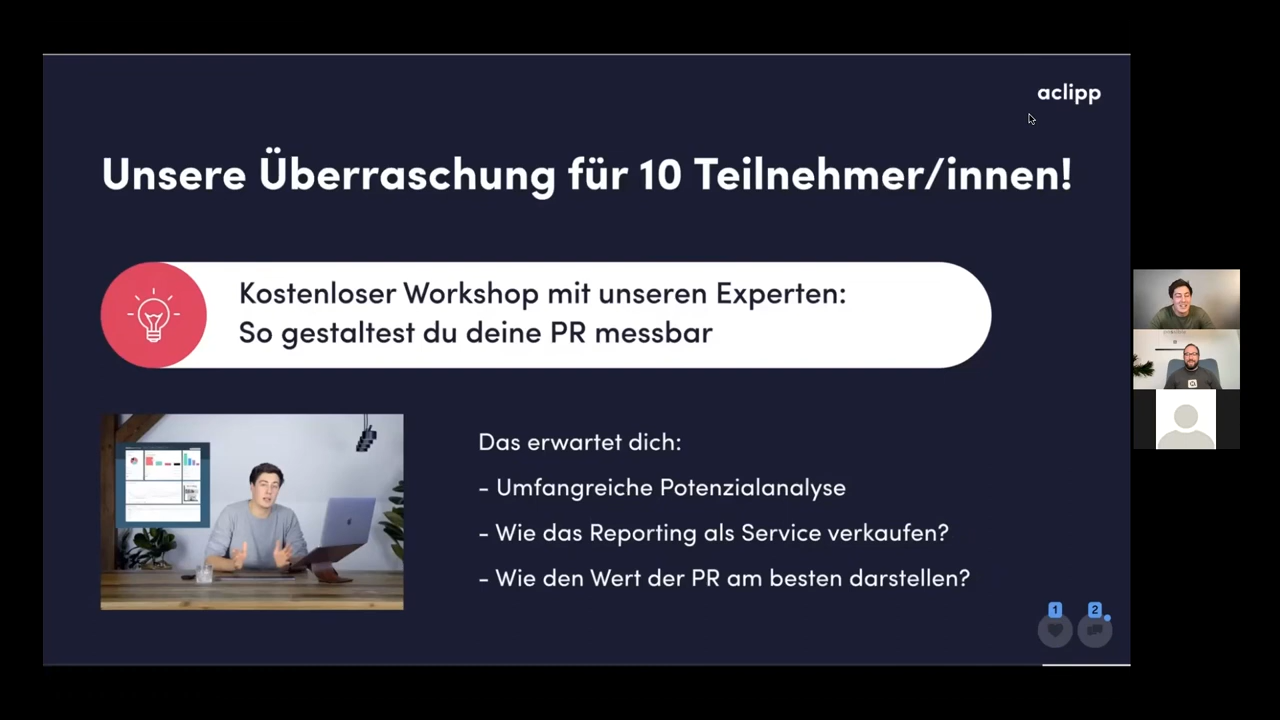 aclipp
Unsere Überraschung für 10 Teilnehmer/innen!
Kostenloser Workshop mit unseren Experten:
So gestaltest du deine PR messbar
Das erwartet dich:
- Umfangreiche Potenzialanalyse
- Wie das Reporting als Service verkaufen?
- Wie den Wert der PR am besten darstellen?
1
2